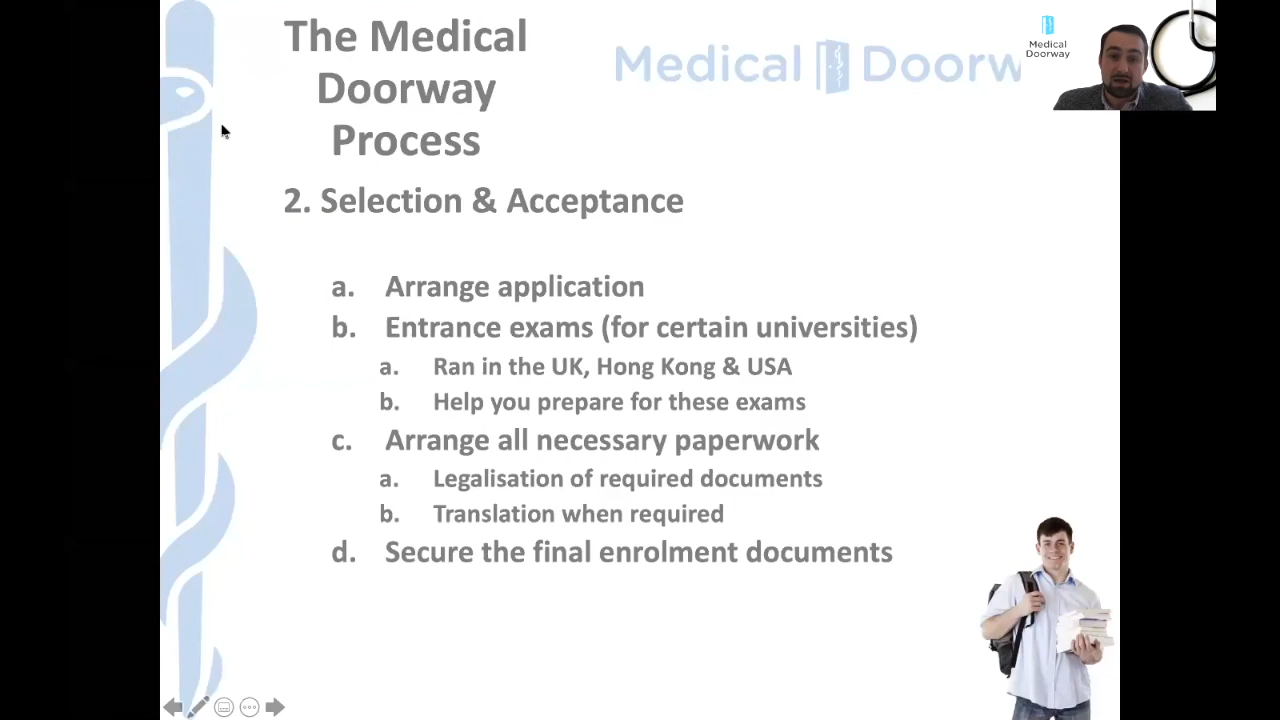 The Medical
Doorway
Process
Medical Doorw
Medical
Doorway
2. Selection & Acceptance
a. Arrange application
b. Entrance exams (for certain universities)
a. Ran in the UK, Hong Kong & USA
b. Help you prepare for these exams
c. Arrange all necessary paperwork
a. Legalisation of required documents
b. Translation when required
d. Secure the final enrolment documents